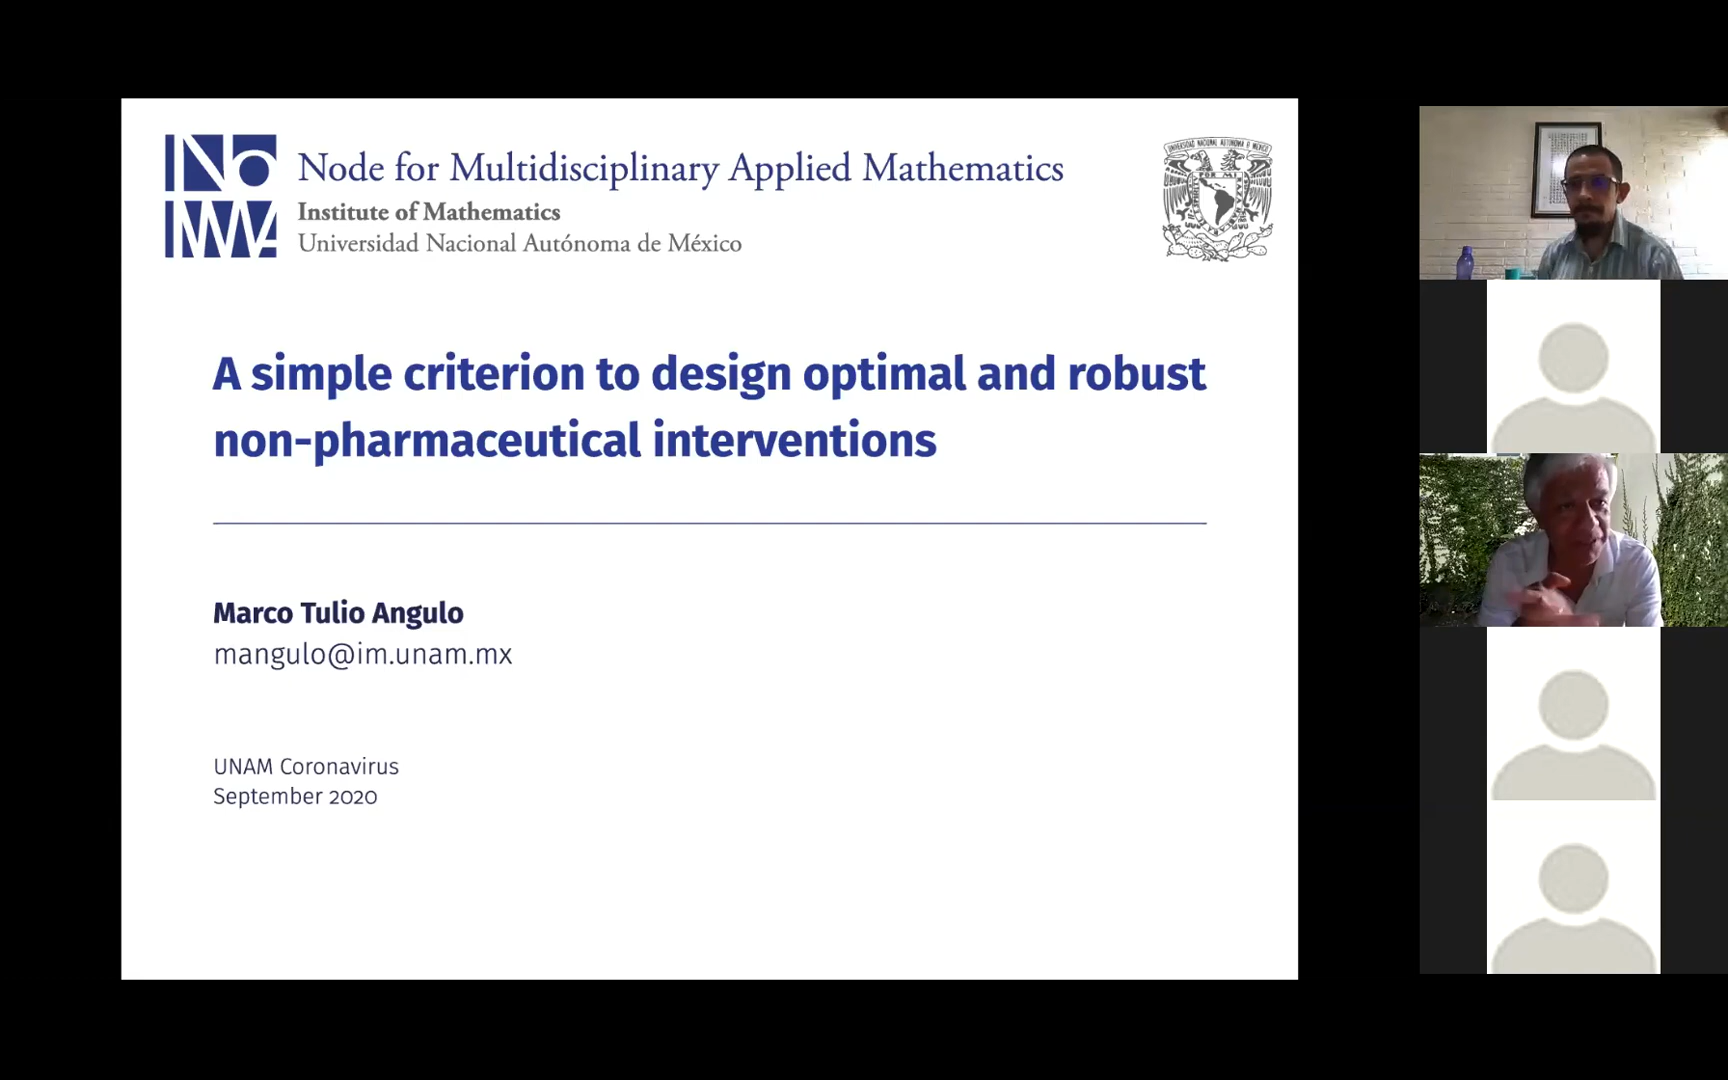 NoMMA
Node for Multidisciplinary Applied Mathematics
Institute of Mathematics
Universidad Nacional Autónoma de México
A simple criterion to design optimal and robust
non-pharmaceutical interventions
Marco Tulio Angulo
mangulo@im.unam.mx
UNAM Coronavirus
September 2020